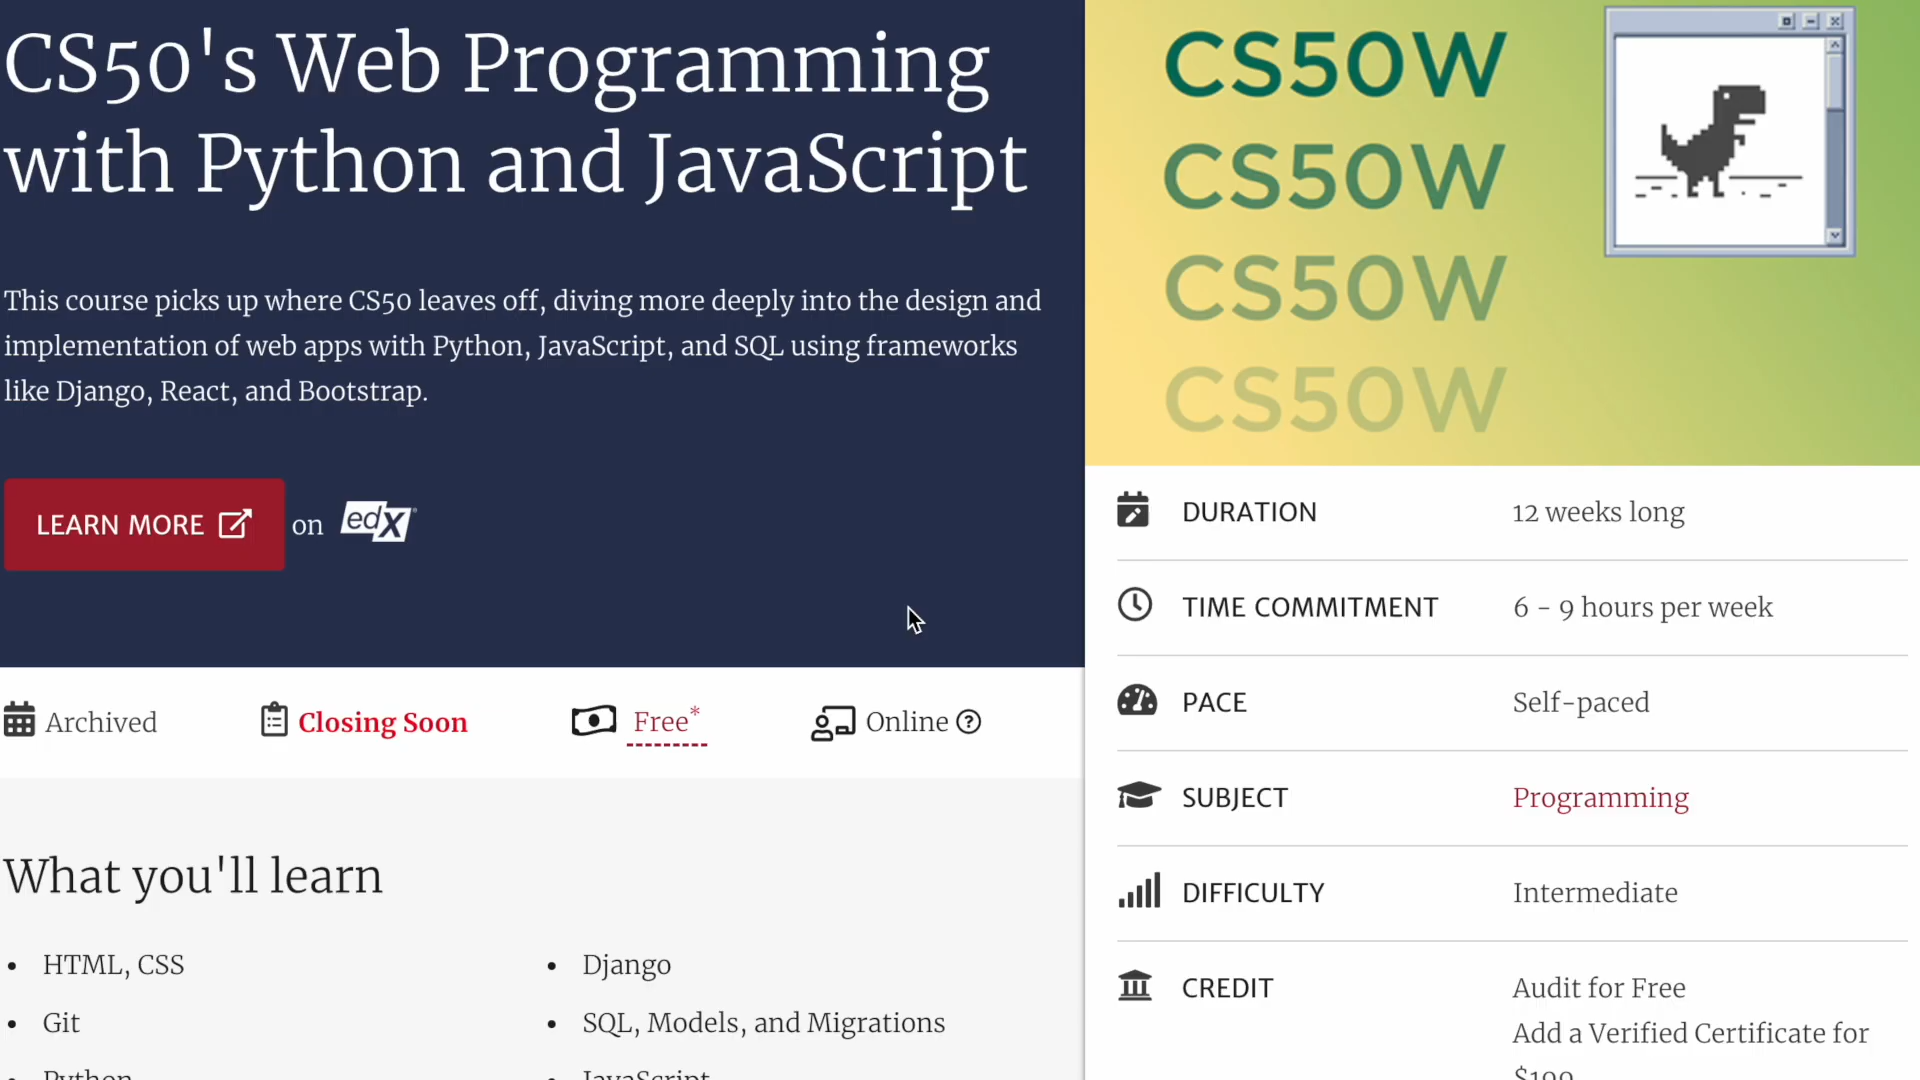 CS50's Web Programming
with Python and JavaScript
This course picks up where CS50 leaves off, diving more deeply into the design and
implementation of web apps with Python, JavaScript, and SQL using frameworks
like Django, React, and Bootstrap.
LEARN MORE on edX
Archived
Closing Soon
Free*
Online
What you'll learn
HTML, CSS
Git
Python
Django
SQL, Models, and Migrations
JavaScript
CS50W
CS50W
CS50W
CS50W
DURATION 12 weeks long
TIME COMMITMENT 6 - 9 hours per week
PACE Self-paced
SUBJECT Programming
DIFFICULTY Intermediate
CREDIT Audit for Free
Add a Verified Certificate for
$199